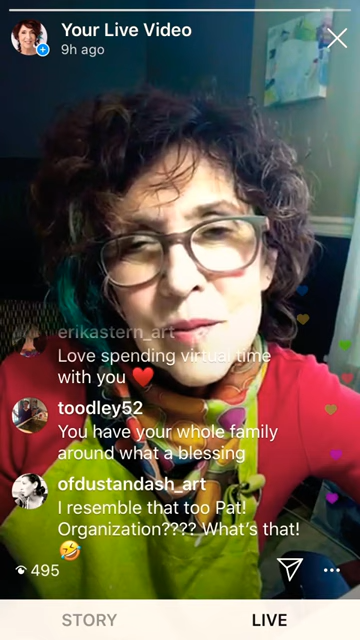 Your Live Video
9h ago
erikastern_art
Love spending virtual time
with you ❤️
toodley52
You have your whole family
around what a blessing
ofdustandash_art
I resemble that too Pat!
Organization???? What's that!
🤣
495
STORY
LIVE